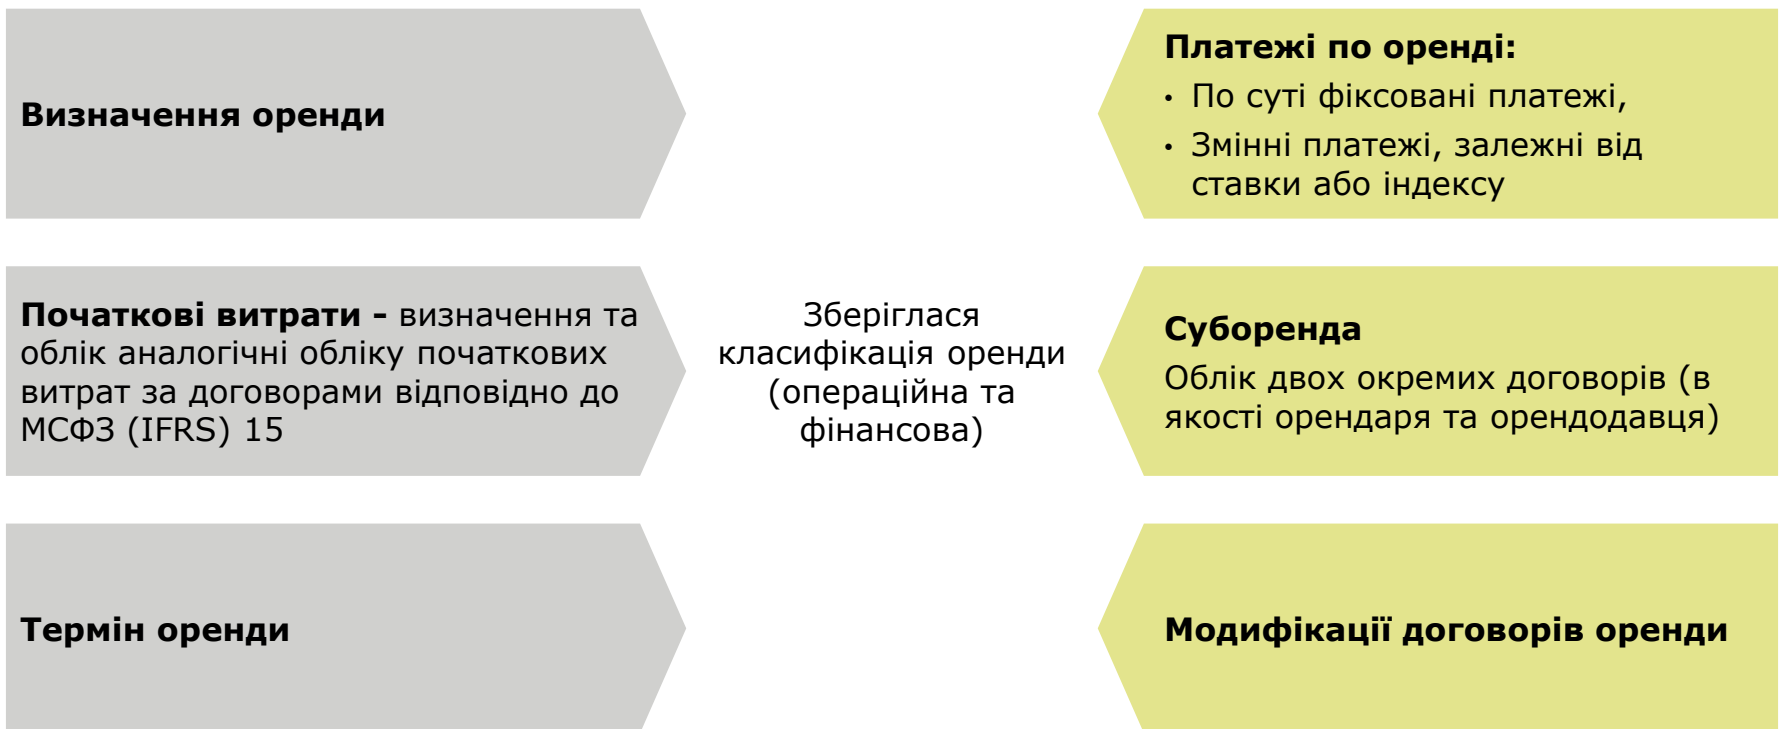 Визначення оренди
Початкові витрати - визначення та
облік аналогічні обліку початкових
витрат за договорами відповідно до
МСФЗ (IFRS) 15
Термін оренди
Зберіглася
класифікація оренди
(операційна та
фінансова)
Платежі по оренді:
• По суті фіксовані платежі,
• Змінні платежі, залежні від
ставки або індексу
Суборенда
Облік двох окремих договорів (в
якості орендаря та орендодавця)
Модифікації договорів оренди